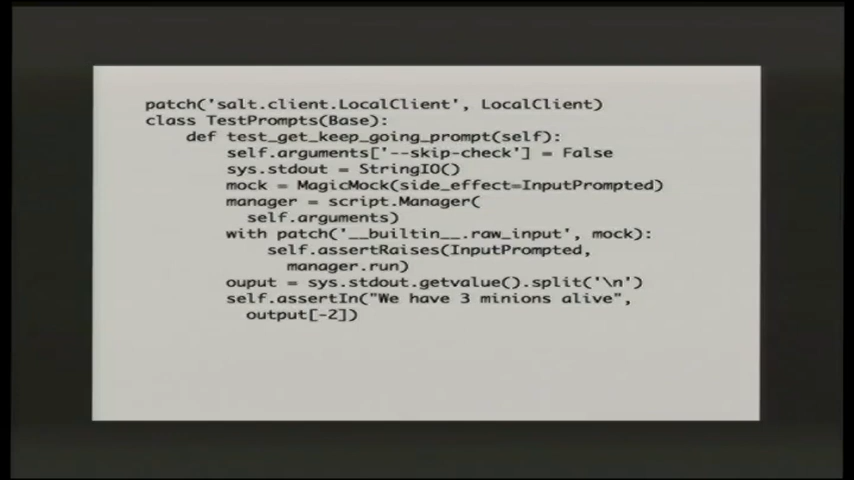 patch('salt.client.LocalClient', LocalClient)
class TestPrompts(Base):
def test_get_keep_going_prompt(self):
self.arguments['--skip-check'] = False
sys.stdout = StringIO()
mock = MagicMock(side_effect=InputPrompted)
manager = script.Manager(
self.arguments)
with patch('__builtin__.raw_input', mock):
self.assertRaises(InputPrompted,
manager.run)
ouput = sys.stdout.getvalue().split('\n')
self.assertIn("We have 3 minions alive",
output[-2])